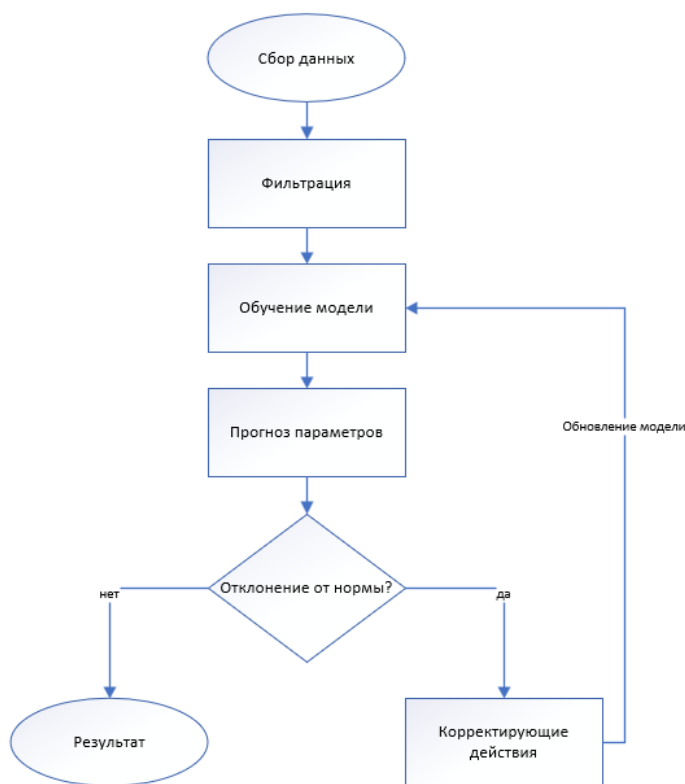 Сбор данных
Фильтрация
Обучение модели
Прогноз параметров
Обновление модели
Отклонение от нормы?
нет
да
Результат
Корректирующие
действия